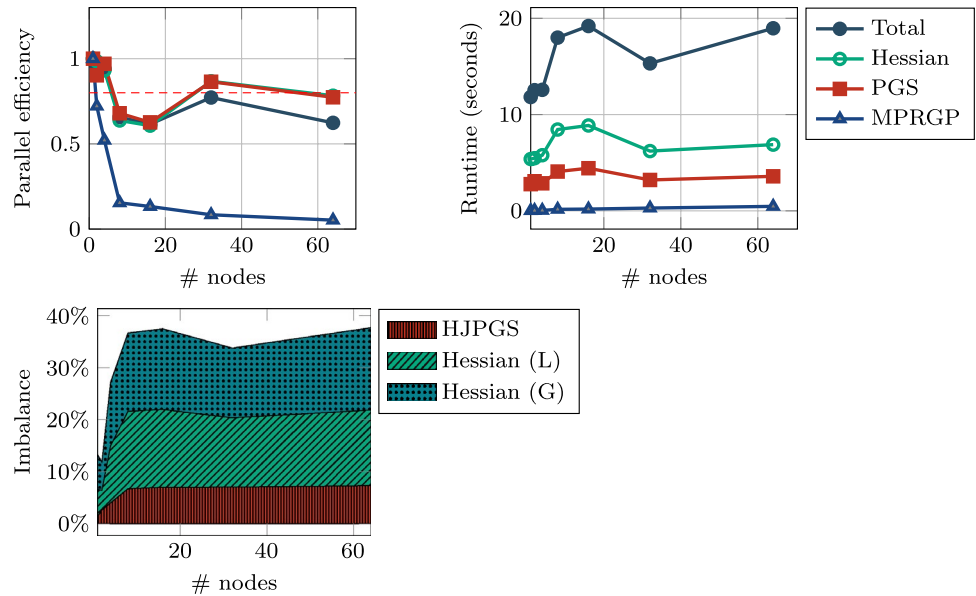 Parallel efficiency
1
0.5
0
0 20 40 60
# nodes
Runtime (seconds)
20
10
0
20 40 60
# nodes
Total
Hessian
PGS
MPRGP
Imbalance
40%
30%
20%
10%
0%
20 40 60
# nodes
HJPGS
Hessian (L)
Hessian (G)